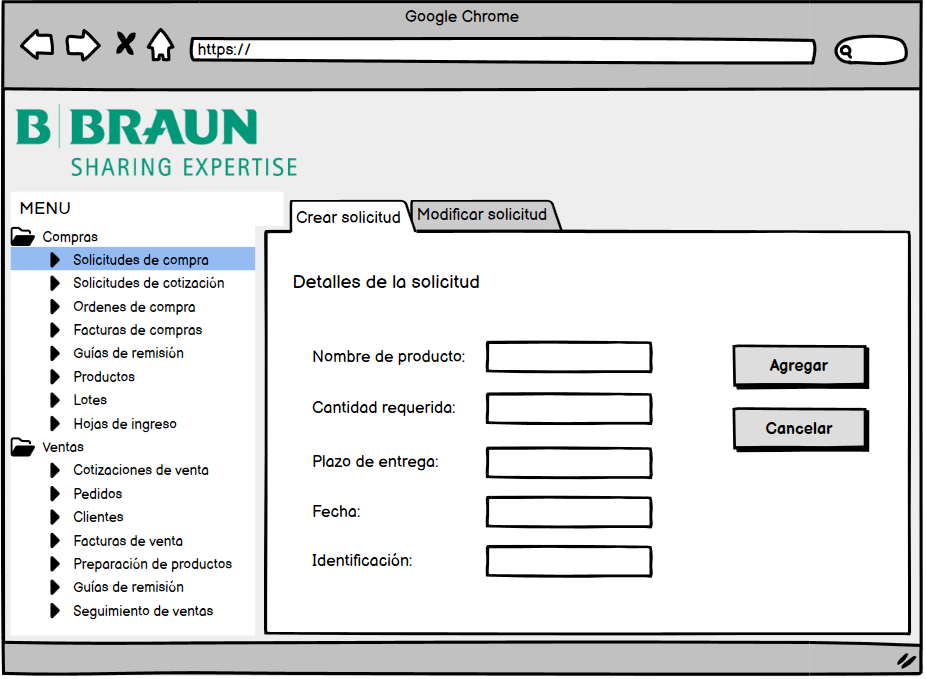 Google Chrome
https://
B BRAUN
SHARING EXPERTISE
MENU
Compras
Solicitudes de compra
Solicitudes de cotización
Ordenes de compra
Facturas de compras
Guías de remisión
Productos
Lotes
Hojas de ingreso
Ventas
Cotizaciones de venta
Pedidos
Clientes
Facturas de venta
Preparación de productos
Guías de remisión
Seguimiento de ventas
Crear solicitud
Modificar solicitud
Detalles de la solicitud
Nombre de producto:
Cantidad requerida:
Plazo de entrega:
Fecha:
Identificación:
Agregar
Cancelar